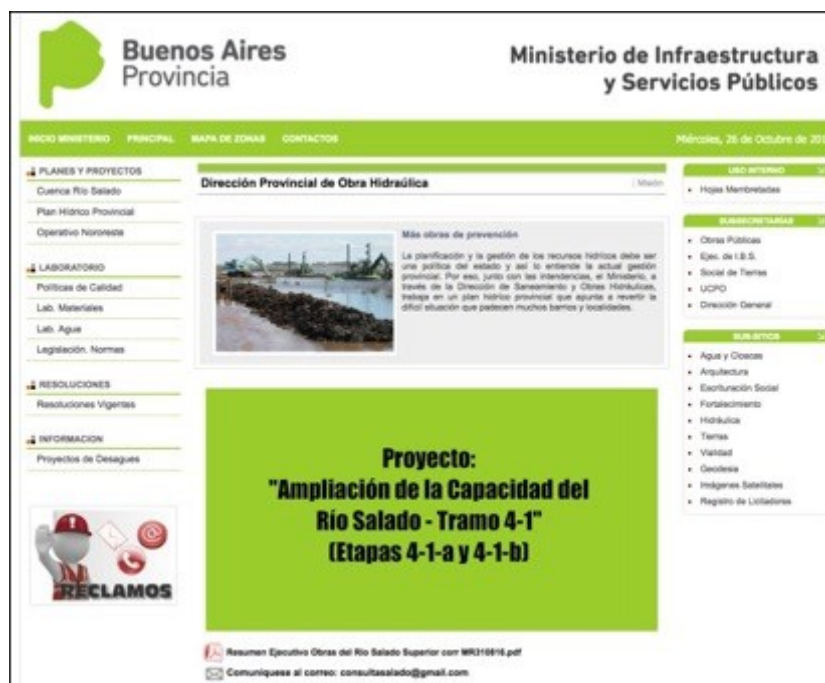 Buenos Aires
Provincia
Ministerio de Infraestructura
y Servicios Públicos
INICIO MINISTERIO PRINCIPAL MAPA DE ZONAS CONTACTOS
Miércoles, 26 de Octubre de 201
PLANES Y PROYECTOS
Cuenca Río Salado
Plan Hídrico Provincial
Operativo Noroeste
LABORATORIO
Políticas de Calidad
Lab. Materiales
Lab. Agua
Legislación. Normas
RESOLUCIONES
Resoluciones Vigentes
INFORMACION
Proyectos de Desagues
RECLAMOS
Dirección Provincial de Obra Hidraúlica
| Misión
Más obras de prevención
La planificación y la gestión de los recursos hídricos debe ser
una política del estado y así lo entiende la actual gestión
provincial. Por eso, junto con las intendencias, el Ministerio, a
través de la Dirección de Saneamiento y Obras Hidráulicas,
trabaja en un plan hídrico provincial que apunta a revertir la
difícil situación que padecen muchos barrios y localidades.
Proyecto:
"Ampliación de la Capacidad del
Río Salado - Tramo 4-1"
(Etapas 4-1-a y 4-1-b)
Resumen Ejecutivo Obras del Rio Salado Superior corr MR310816.pdf
Comuníquese al correo: consultasalado@gmail.com
USO INTERNO
Hojas Membretadas
SUBSECRETARÍAS
Obras Públicas
Ejec. de I.B.S.
Social de Tierras
UCPO
Dirección General
SUB-SITIOS
Agua y Cloacas
Arquitectura
Escrituración Social
Fortalecimiento
Hidráulica
Tierras
Vialidad
Geodesia
Imágenes Satelitales
Registro de Licitadores